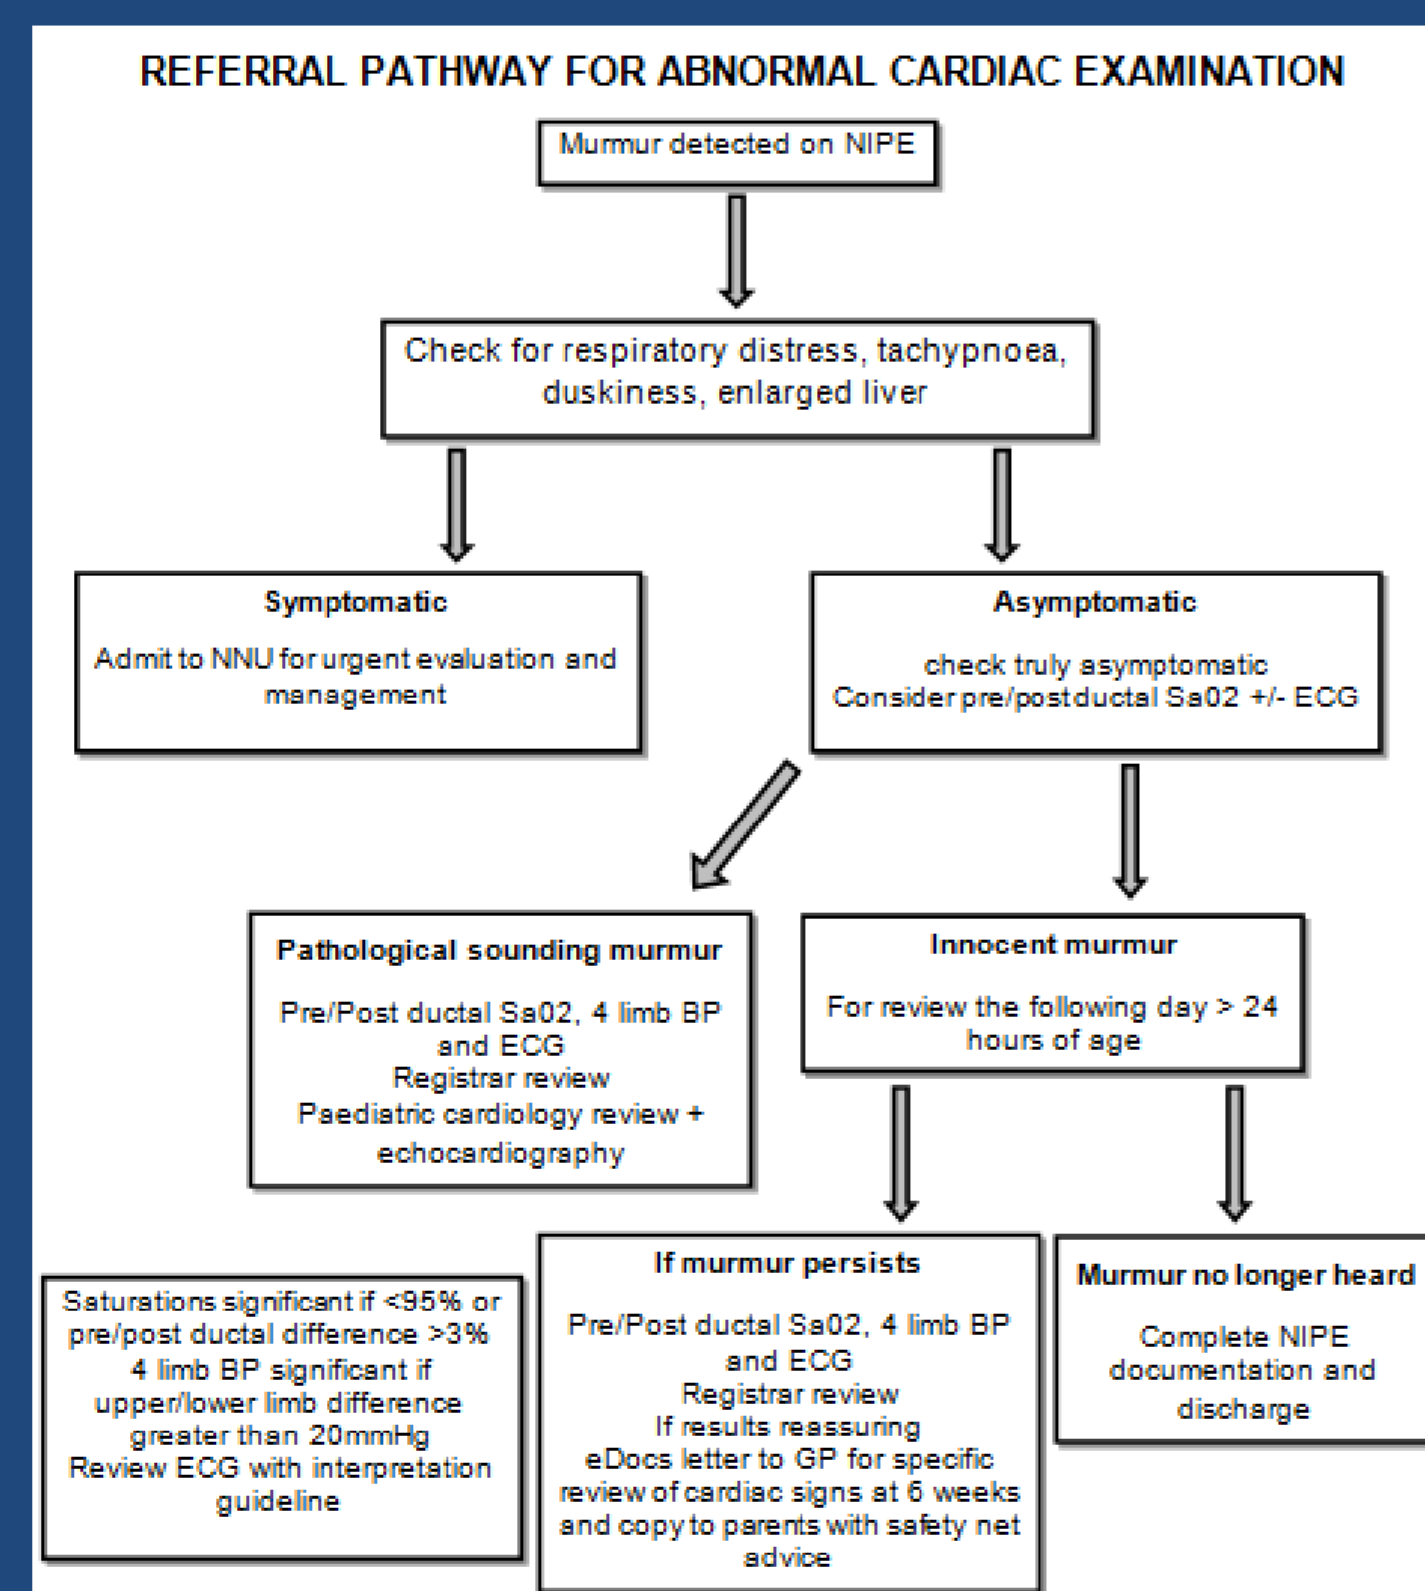 REFERRAL PATHWAY FOR ABNORMAL CARDIAC EXAMINATION
Murmur detected on NIPE
Check for respiratory distress, tachypnoea,
duskiness, enlarged liver
Symptomatic
Admit to NNU for urgent evaluation and
management
Asymptomatic
check truly asymptomatic
Consider pre/post ductal Sa02 +/- ECG
Pathological sounding murmur
Pre/Post ductal Sa02, 4 limb BP
and ECG
Registrar review
Paediatric cardiology review +
echocardiography
Innocent murmur
For review the following day > 24
hours of age
Saturations significant if <95% or
pre/post ductal difference >3%
4 limb BP significant if
upper/lower limb difference
greater than 20mmHg
Review ECG with interpretation
guideline
If murmur persists
Pre/Post ductal Sa02, 4 limb BP
and ECG
Registrar review
If results reassuring
eDocs letter to GP for specific
review of cardiac signs at 6 weeks
and copy to parents with safety net
advice
Murmur no longer heard
Complete NIPE
documentation and
discharge